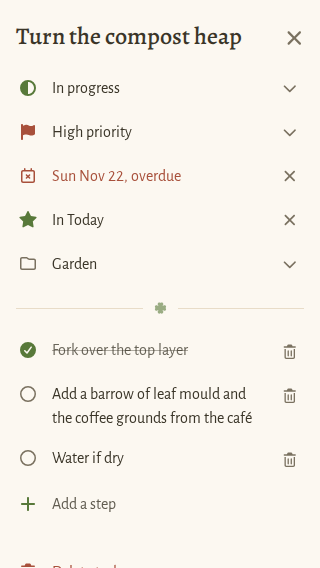 Turn the compost heap
In progress
High priority
Sun Nov 22, overdue
In Today
Garden
Fork over the top layer
Add a barrow of leaf mould and
the coffee grounds from the café
Water if dry
Add a step